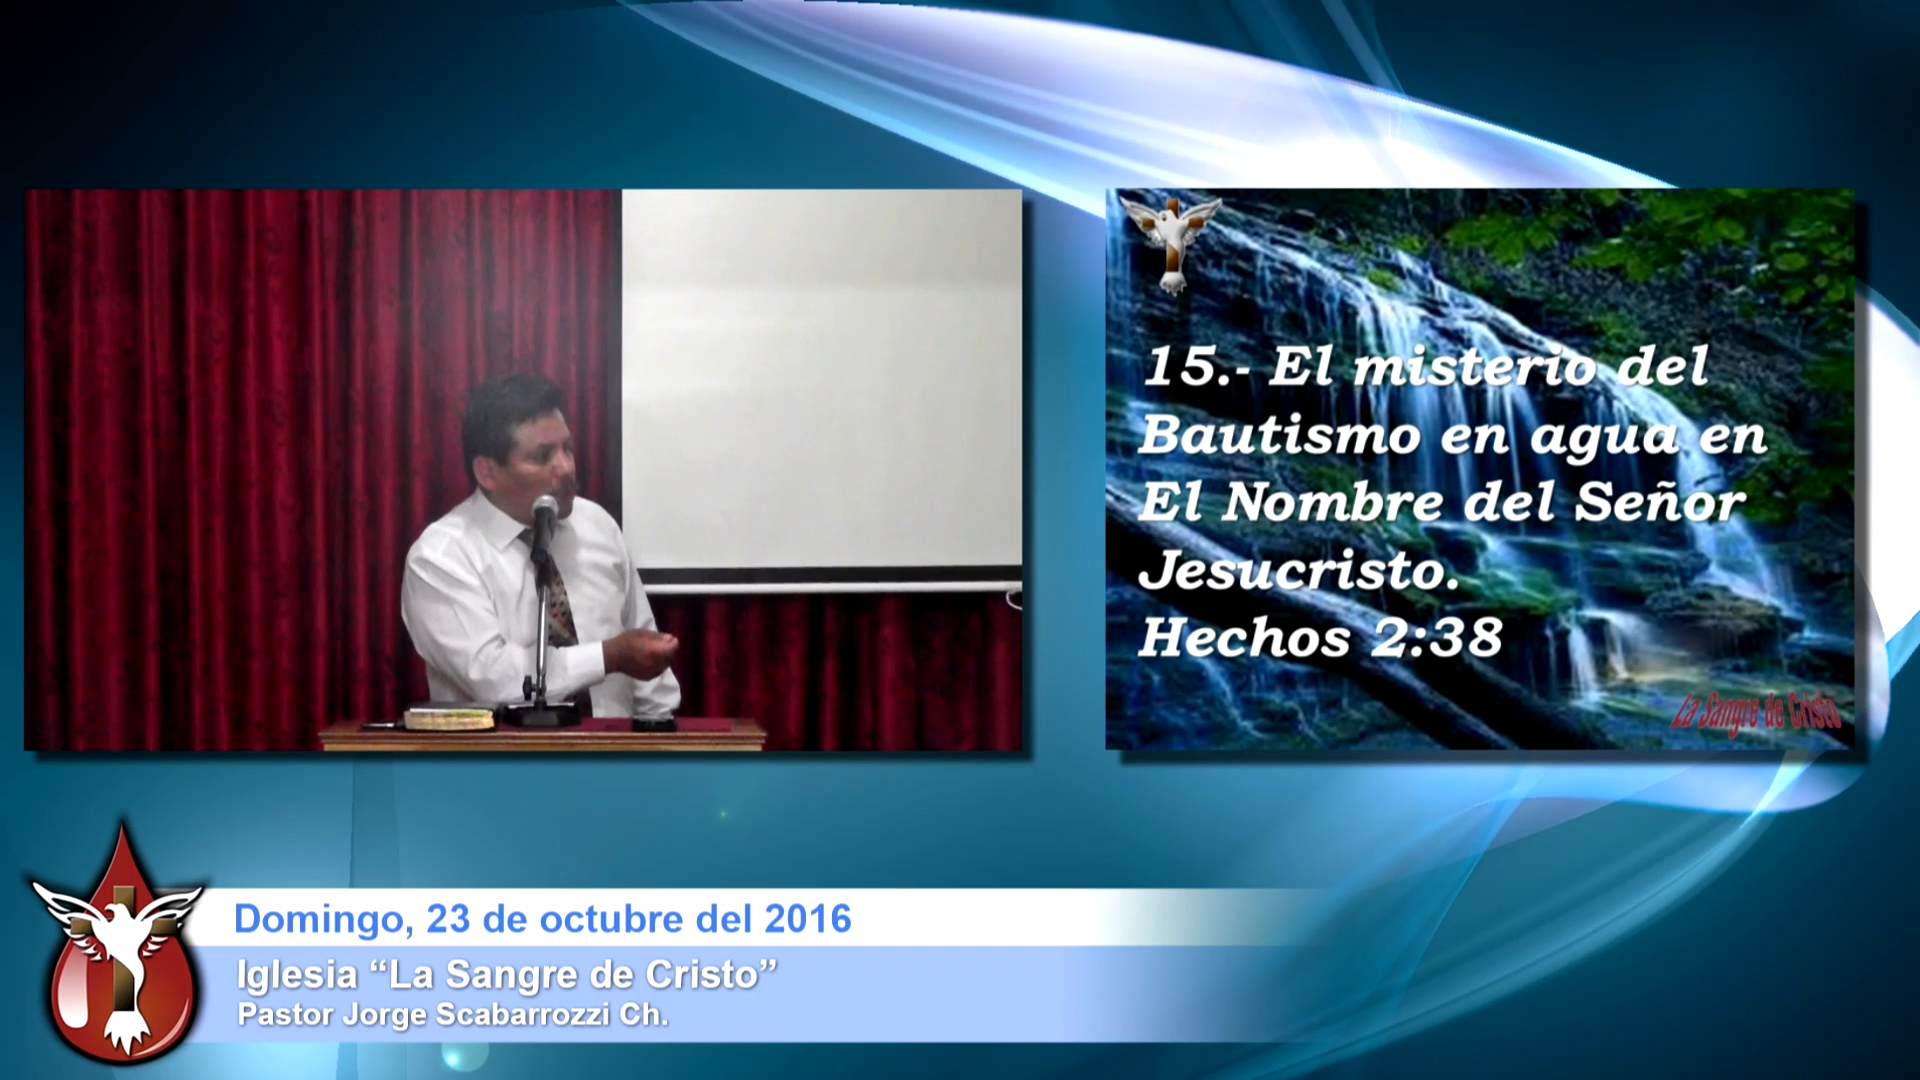 15.- El misterio del
Bautismo en agua en
El Nombre del Señor
Jesucristo.
Hechos 2:38
La Sangre de Cristo
Domingo, 23 de octubre del 2016
Iglesia “La Sangre de Cristo”
Pastor Jorge Scabarrozzi Ch.